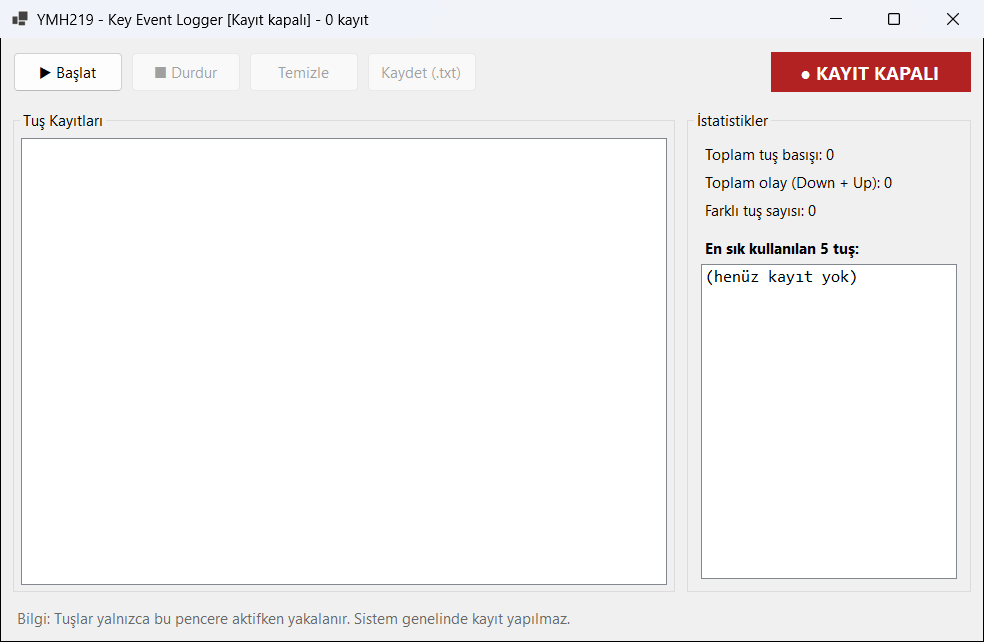 YMH219 - Key Event Logger [Kayıt kapalı] - 0 kayıt
▶ Başlat
■ Durdur
Temizle
Kaydet (.txt)
● KAYIT KAPALI
Tuş Kayıtları
İstatistikler
Toplam tuş basışı: 0
Toplam olay (Down + Up): 0
Farklı tuş sayısı: 0
En sık kullanılan 5 tuş:
(henüz kayıt yok)
Bilgi: Tuşlar yalnızca bu pencere aktifken yakalanır. Sistem genelinde kayıt yapılmaz.